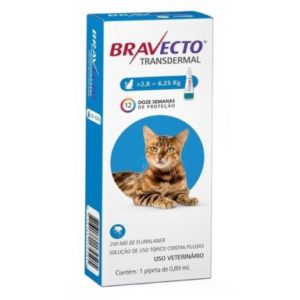 BRAVECTO
TRANSDERMAL
>2,8 – 6,25 Kg
12 DOZE SEMANAS
DE PROTEÇÃO
250 MG DE FLURALANER
SOLUÇÃO DE USO TÓPICO CONTRA PULGAS
USO VETERINÁRIO
Contém: 1 pipeta de 0,89 mL
BRAVECTO